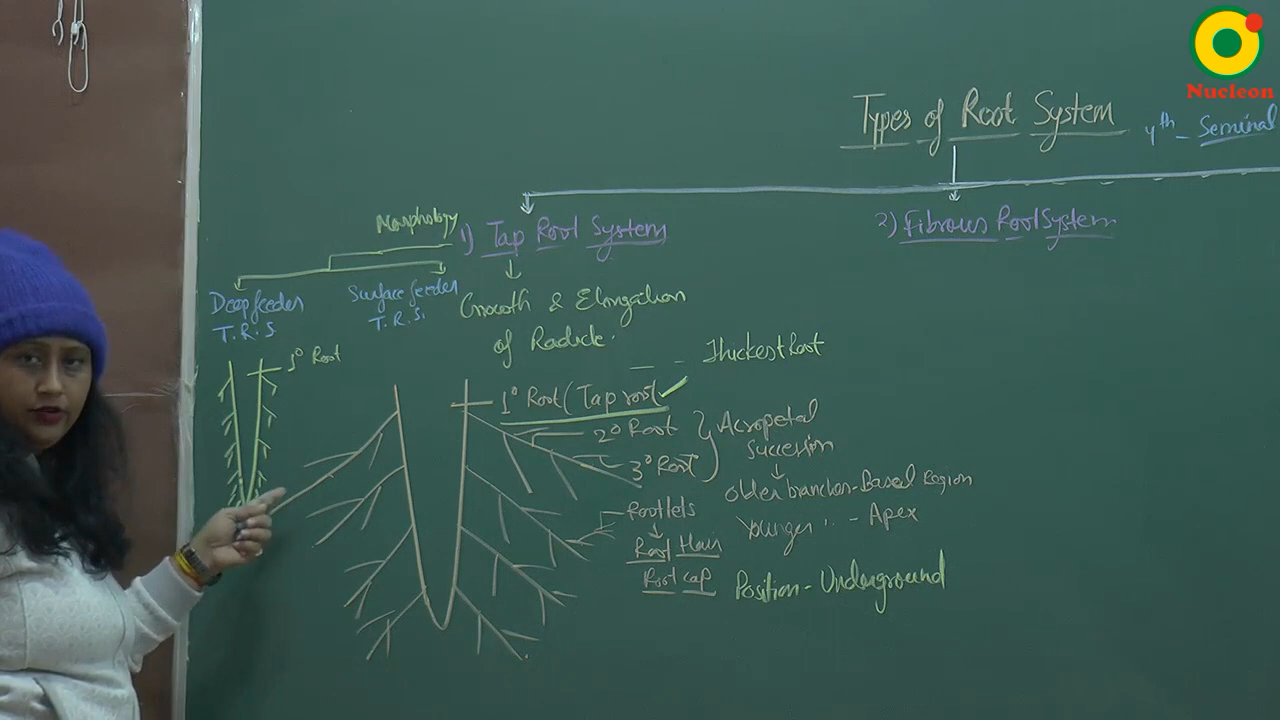 Nucleon
Types of Root System
4th - Seminal
Morphology
1) Tap Root System
2) Fibrous Root System
Deep feeder
T.R.S.
Surface feeder
T.R.S.
Growth & Elongation
of Radicle.
1° Root
Thickest Root
1° Root (Tap root
2° Root
3° Root
Acropetal
Succession
Older branches - Based Region
Younger " - Apex
Rootlets
Root Hair
Root cap
Position - Underground